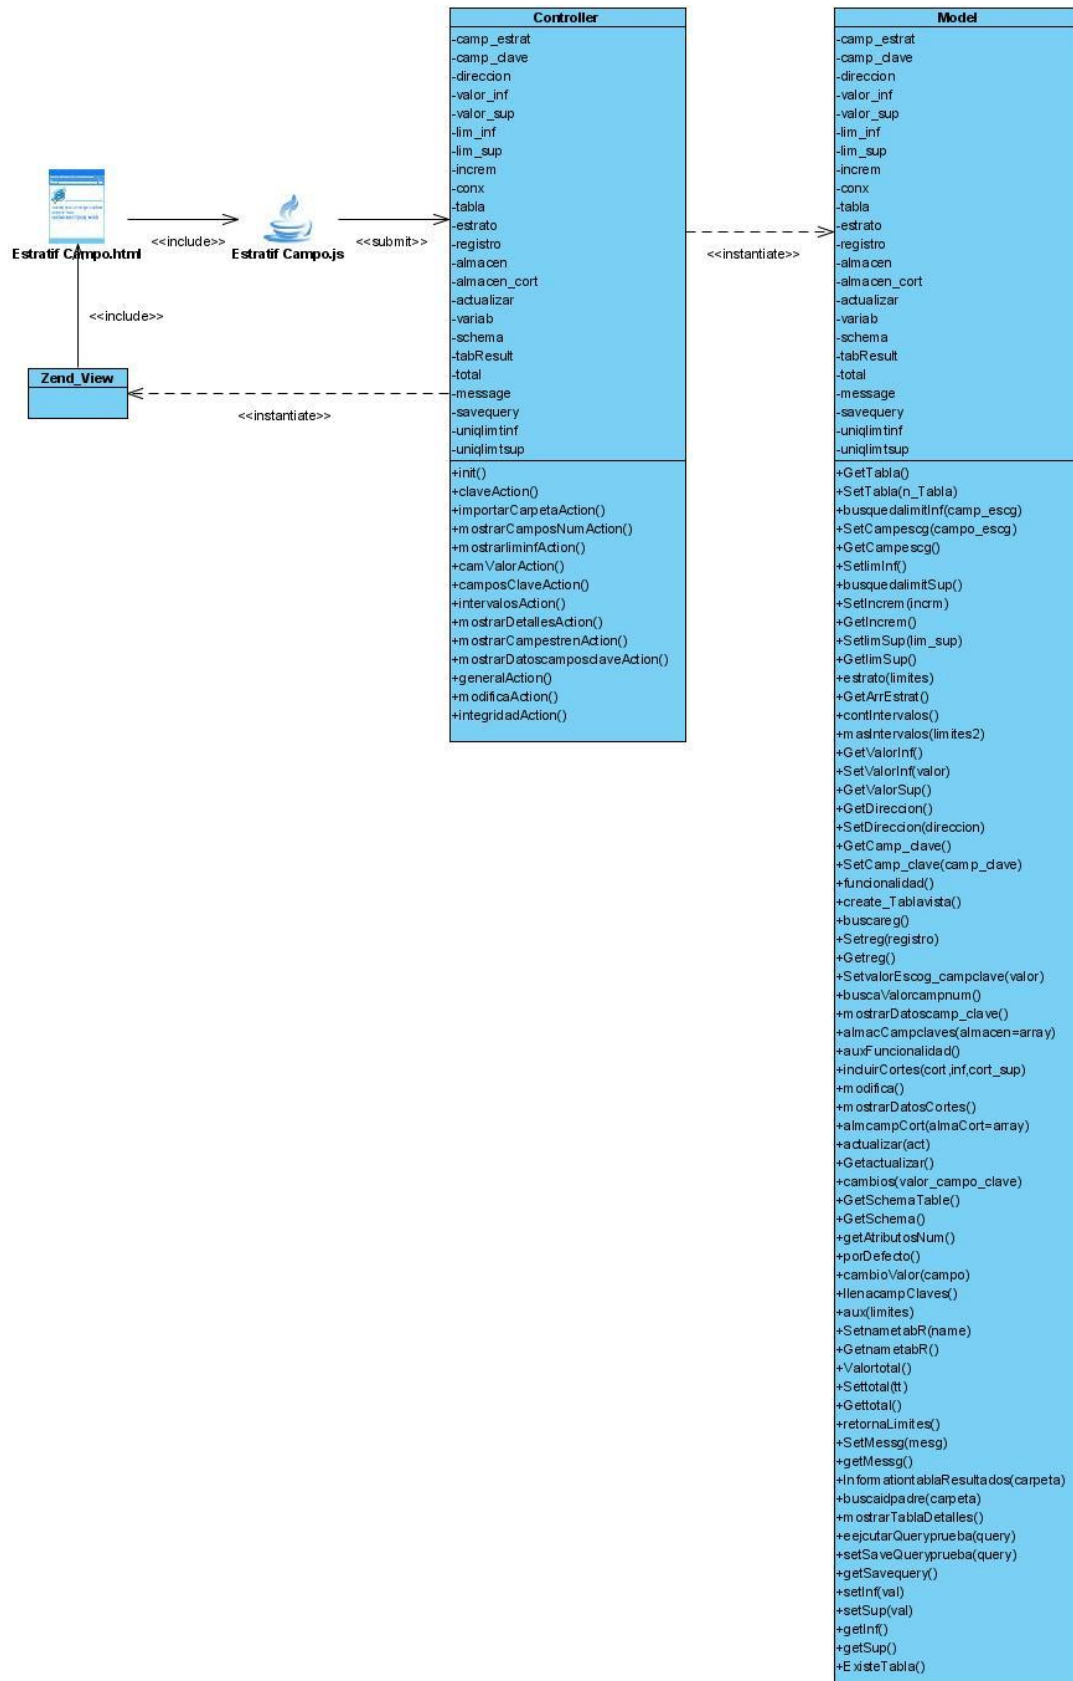 Controller
-camp_estrat
-camp_clave
-direccion
-valor_inf
-valor_sup
-lim_inf
-lim_sup
-increm
-conx
-tabla
-estrato
-registro
-almacen
-almacen_cort
-actualizar
-variab
-schema
-tabResult
-total
-message
-savequery
-uniqlimtinf
-uniqlimtsup
+init()
+claveAction()
+importarCarpetaAction()
+mostrarCamposNumAction()
+mostrarliminfAction()
+camValorAction()
+camposClaveAction()
+intervalosAction()
+mostrarDetallesAction()
+mostrarCampestrenAction()
+mostrarDatoscamposclaveAction()
+generalAction()
+modificaAction()
+integridadAction()
Model
-camp_estrat
-camp_clave
-direccion
-valor_inf
-valor_sup
-lim_inf
-lim_sup
-increm
-conx
-tabla
-estrato
-registro
-almacen
-almacen_cort
-actualizar
-variab
-schema
-tabResult
-total
-message
-savequery
-uniqlimtinf
-uniqlimtsup
+GetTabla()
+SetTabla(n_Tabla)
+busquedalimitInf(camp_escg)
+SetCampescg(campo_escg)
+GetCampescg()
+SetlimInf()
+busquedalimitSup()
+SetIncrem(incrm)
+GetIncrem()
+SetlimSup(lim_sup)
+GetlimSup()
+estrato(limites)
+GetArrEstrat()
+contIntervalos()
+masIntervalos(limites2)
+GetValorInf()
+SetValorInf(valor)
+GetValorSup()
+GetDireccion()
+SetDireccion(direccion)
+GetCamp_clave()
+SetCamp_clave(camp_clave)
+funcionalidad()
+create_Tablavista()
+buscareg()
+Setreg(registro)
+Getreg()
+SetvalorEscog_campclave(valor)
+buscaValorcampnum()
+mostrarDatoscamp_clave()
+almacCampclaves(almacen=array)
+auxFuncionalidad()
+incluirCortes(cort,inf,cort_sup)
+modifica()
+mostrarDatosCortes()
+almcampCort(almaCort=array)
+actualizar(act)
+Getactualizar()
+cambios(valor_campo_clave)
+GetSchemaTable()
+GetSchema()
+getAtributosNum()
+porDefecto()
+cambioValor(campo)
+llenacampClaves()
+aux(limites)
+SetnametabR(name)
+GetnametabR()
+Valortotal()
+Settotal(tt)
+Gettotal()
+retornaLimites()
+SetMessg(mesg)
+getMessg()
+InformationtablaResultados(carpeta)
+buscaidpadre(carpeta)
+mostrarTablaDetalles()
+eejcutarQueryprueba(query)
+setSaveQueryprueba(query)
+getSavequery()
+setInf(val)
+setSup(val)
+getInf()
+getSup()
+ExisteTabla()
Estratif Campo.html
<<include>>
Estratif Campo.js
<<submit>>
<<instantiate>>
<<include>>
Zend_View
<<instantiate>>